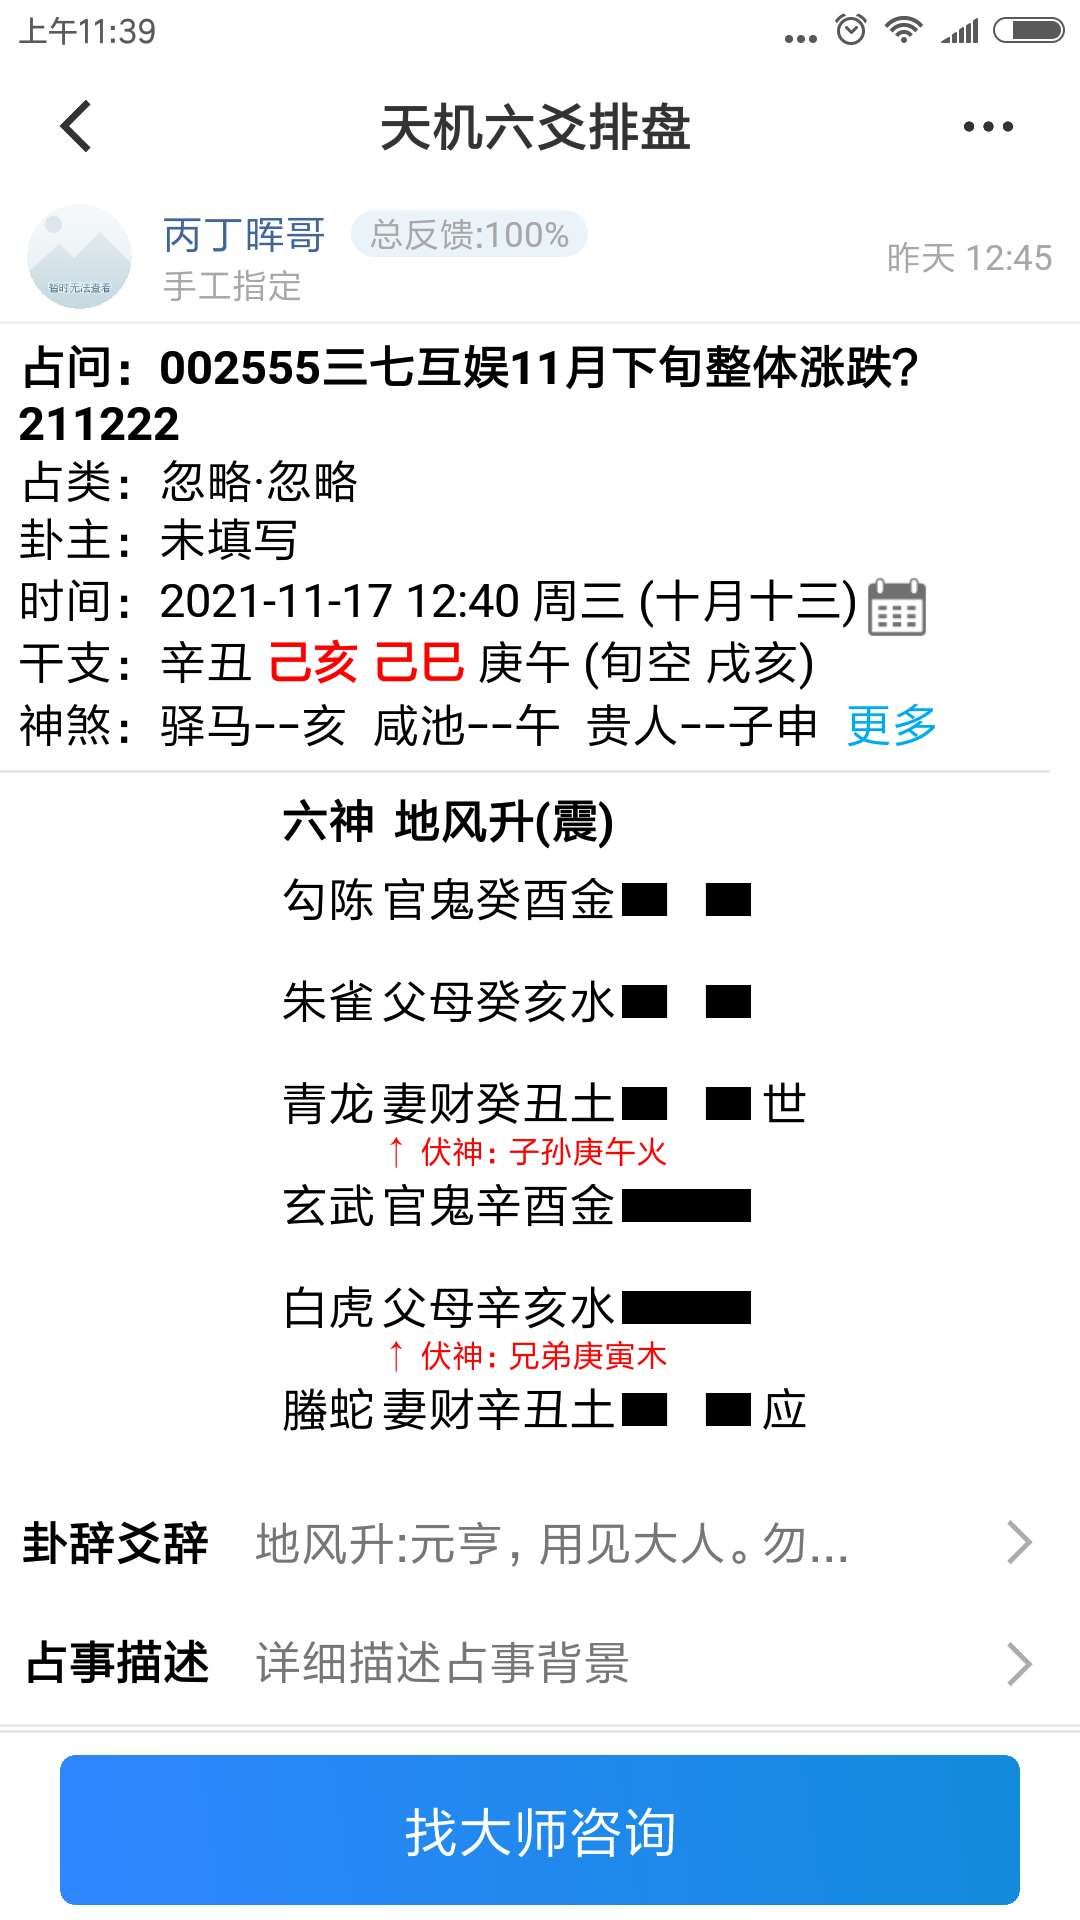 上午11:39
天机六爻排盘
丙丁晖哥 总反馈:100%
昨天 12:45
手工指定
暂时无法查看
占问：002555三七互娱11月下旬整体涨跌?
211222
占类：忽略·忽略
卦主：未填写
时间：2021-11-17 12:40 周三 (十月十三)
干支：辛丑 己亥 己巳 庚午 (旬空 戌亥)
神煞：驿马--亥 咸池--午 贵人--子申 更多
六神 地风升(震)
勾陈 官鬼癸酉金
朱雀 父母癸亥水
青龙 妻财癸丑土 世
↑ 伏神：子孙庚午火
玄武 官鬼辛酉金
白虎 父母辛亥水
↑ 伏神：兄弟庚寅木
螣蛇 妻财辛丑土 应
卦辞爻辞 地风升:元亨，用见大人。勿...
占事描述 详细描述占事背景
找大师咨询